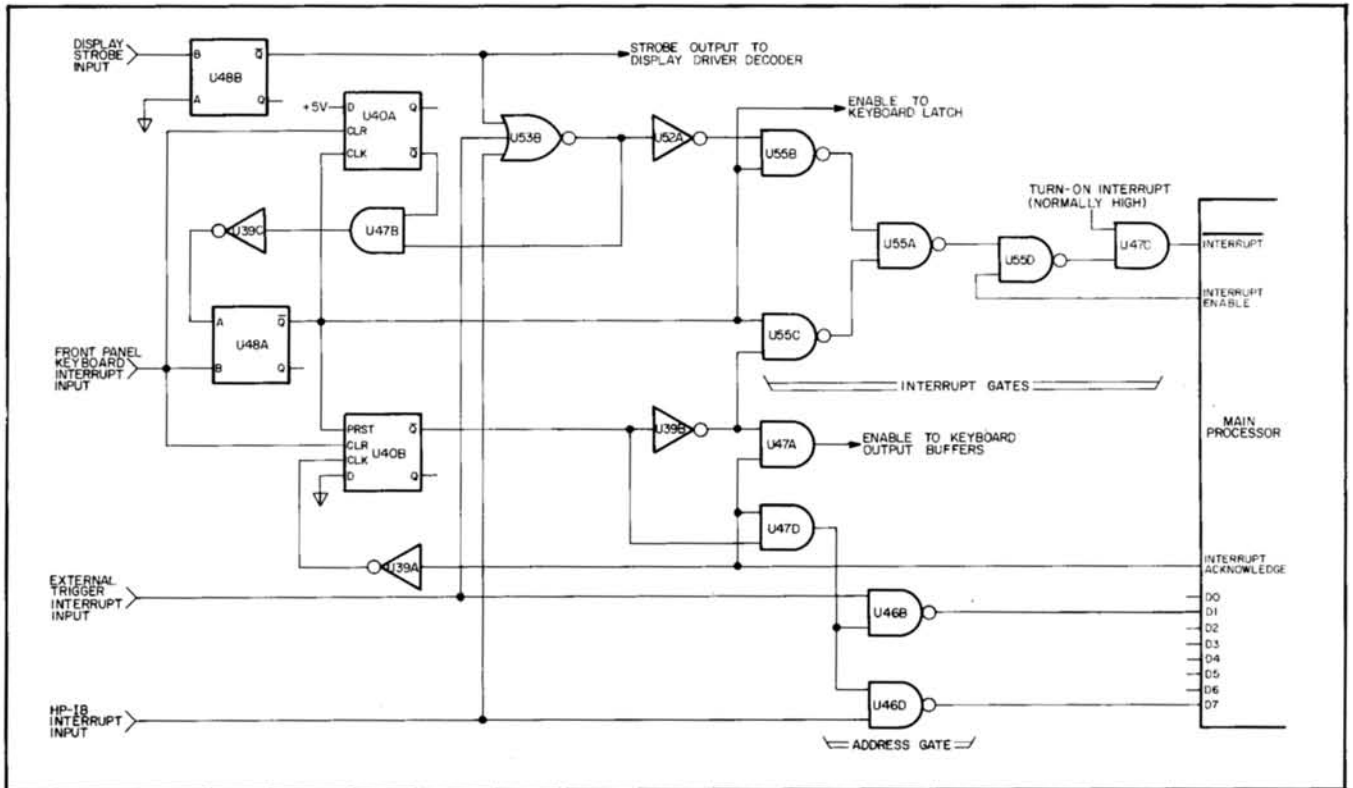 DISPLAY
STROBE
INPUT
B
Q
U48B
A
Q
STROBE OUTPUT TO
DISPLAY DRIVER DECODER
+5V
D
Q
U40A
CLR
CLK
Q
U53B
U52A
ENABLE TO
KEYBOARD LATCH
U55B
U39C
U47B
U55A
TURN-ON INTERRUPT
(NORMALLY HIGH)
U47C
U55D
INTERRUPT
INTERRUPT
ENABLE
A
Q
U48A
B
Q
FRONT PANEL
KEYBOARD
INTERRUPT
INPUT
U55C
INTERRUPT GATES
MAIN
PROCESSOR
PRST
Q
CLR
U40B
CLK
D
Q
U39B
U47A
ENABLE TO KEYBOARD
OUTPUT BUFFERS
U47D
U39A
INTERRUPT
ACKNOWLEDGE
EXTERNAL
TRIGGER
INTERRUPT
INPUT
U46B
D0
D1
D2
D3
D4
D5
D6
D7
HP-IB
INTERRUPT
INPUT
U46D
ADDRESS GATE